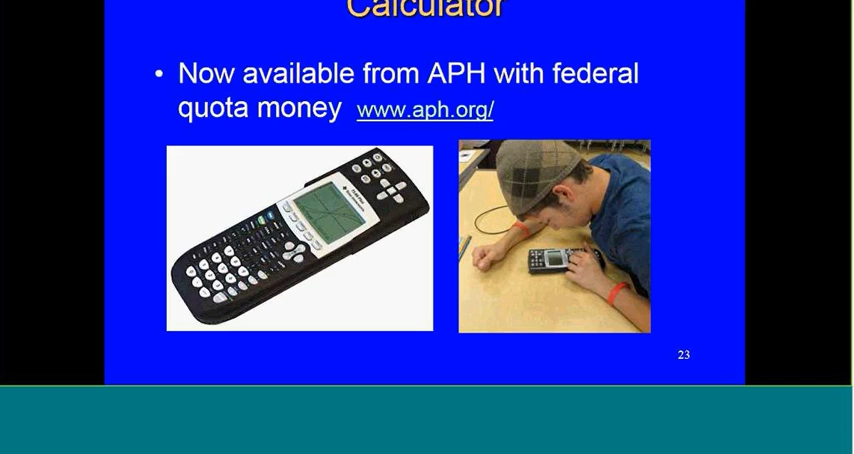 Calculator
• Now available from APH with federal
quota money www.aph.org/
23